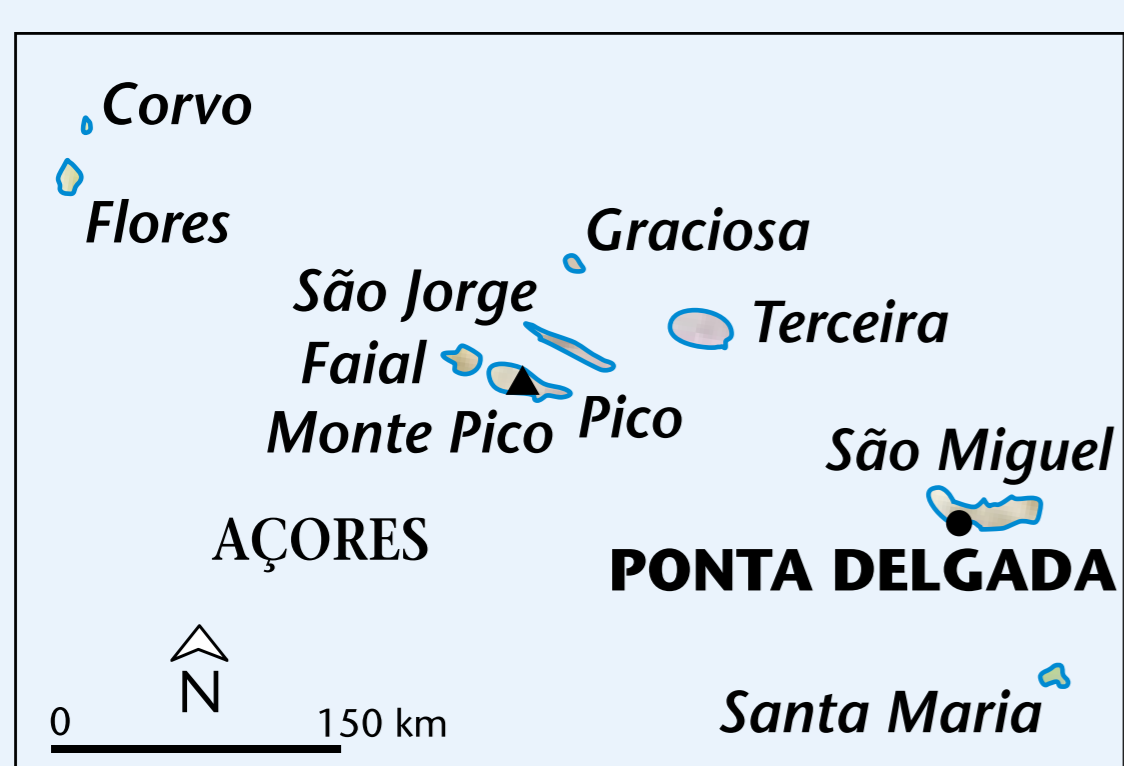 Corvo
Flores
Graciosa
São Jorge
Terceira
Faial
Pico
Monte Pico
São Miguel
AÇORES
PONTA DELGADA
N
Santa Maria
0 150 km